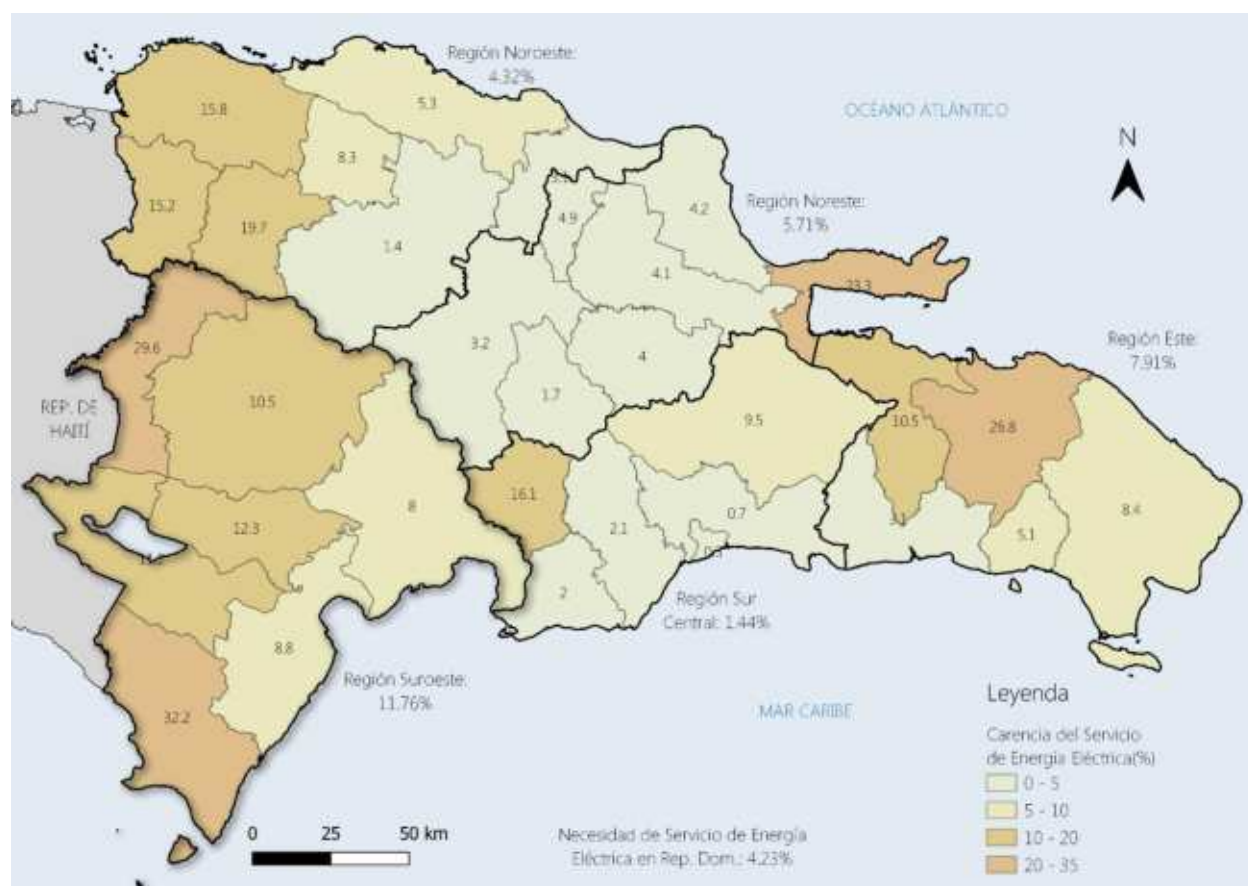 Región Noroeste:
4.32%
OCÉANO ATLÁNTICO
N
15.8
5.3
8.3
15.2
19.7
1.4
4.9
4.2
Región Noreste:
5.71%
4.1
23.3
29.6
3.2
4
Región Este:
7.91%
REP. DE
HAITÍ
10.5
1.7
9.5
10.5
26.8
16.1
8
12.3
2.1
0.7
5.1
8.4
2
Región Sur
Central: 1.44%
8.8
Región Suroeste:
11.76%
32.2
MAR CARIBE
Leyenda
Carencia del Servicio
de Energía Eléctrica(%)
0 - 5
5 - 10
10 - 20
20 - 35
0 25 50 km
Necesidad de Servicio de Energía
Eléctrica en Rep. Dom.: 4.23%